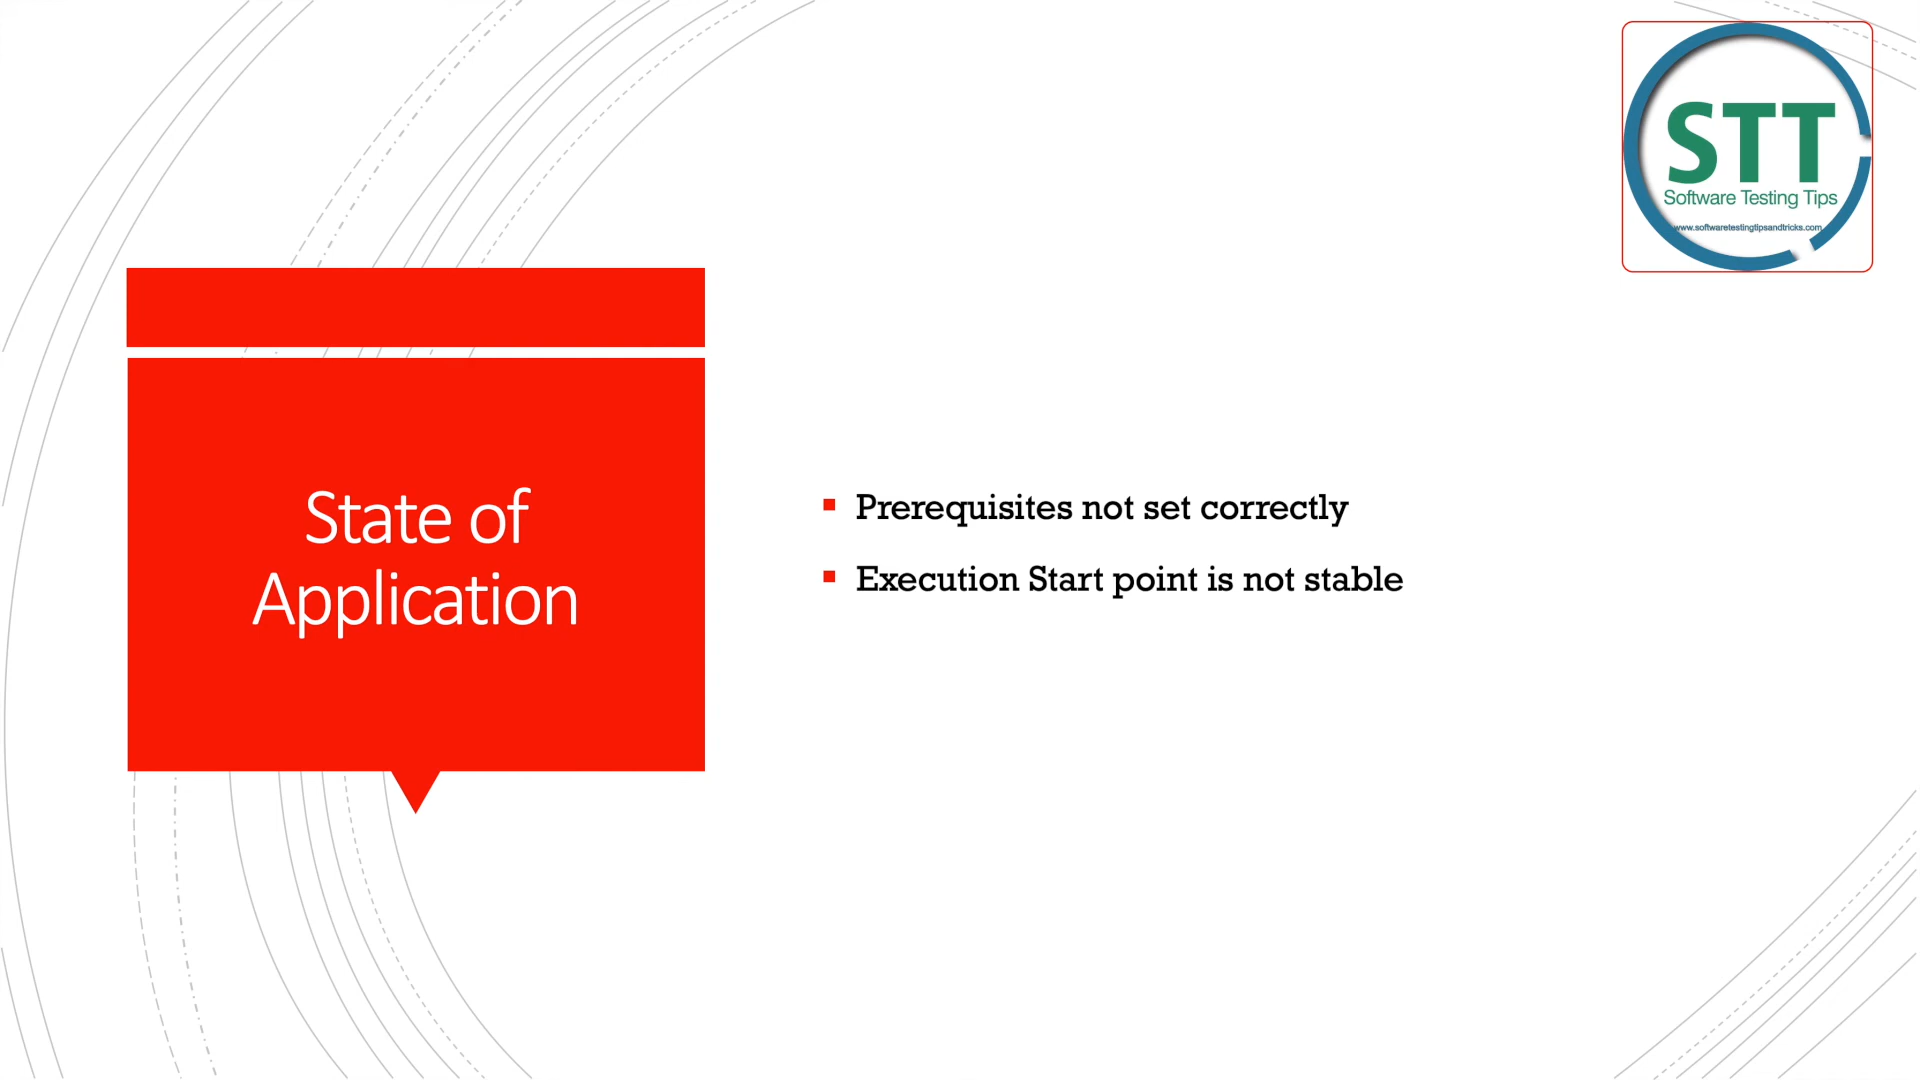 STT
Software Testing Tips
www.softwaretestingtipsandtricks.com
State of
Application
Prerequisites not set correctly
Execution Start point is not stable